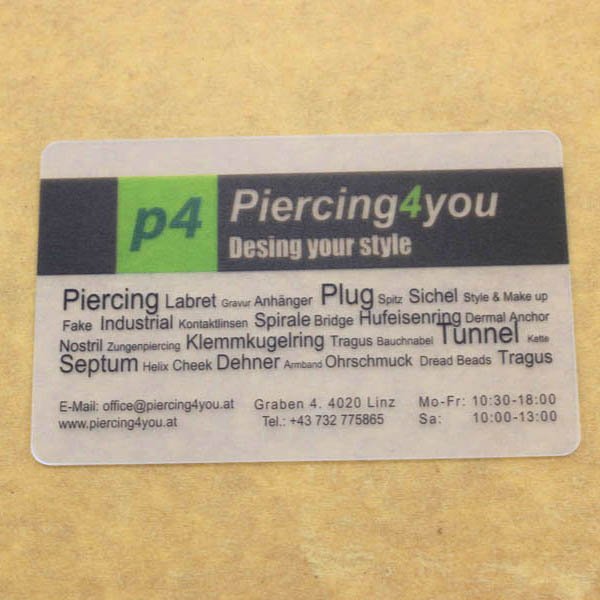 p4 Piercing4you
Desing your style
Piercing Labret Gravur Anhänger Plug Spitz Sichel Style & Make up
Fake Industrial Kontaktlinsen Spirale Bridge Hufeisenring Dermal Anchor
Nostril Zungenpiercing Klemmkugelring Tragus Bauchnabel Tunnel Kette
Septum Helix Cheek Dehner Armband Ohrschmuck Dread Beads Tragus
E-Mail: office@piercing4you.at Graben 4. 4020 Linz Mo-Fr: 10:30-18:00
www.piercing4you.at Tel.: +43 732 775865 Sa: 10:00-13:00